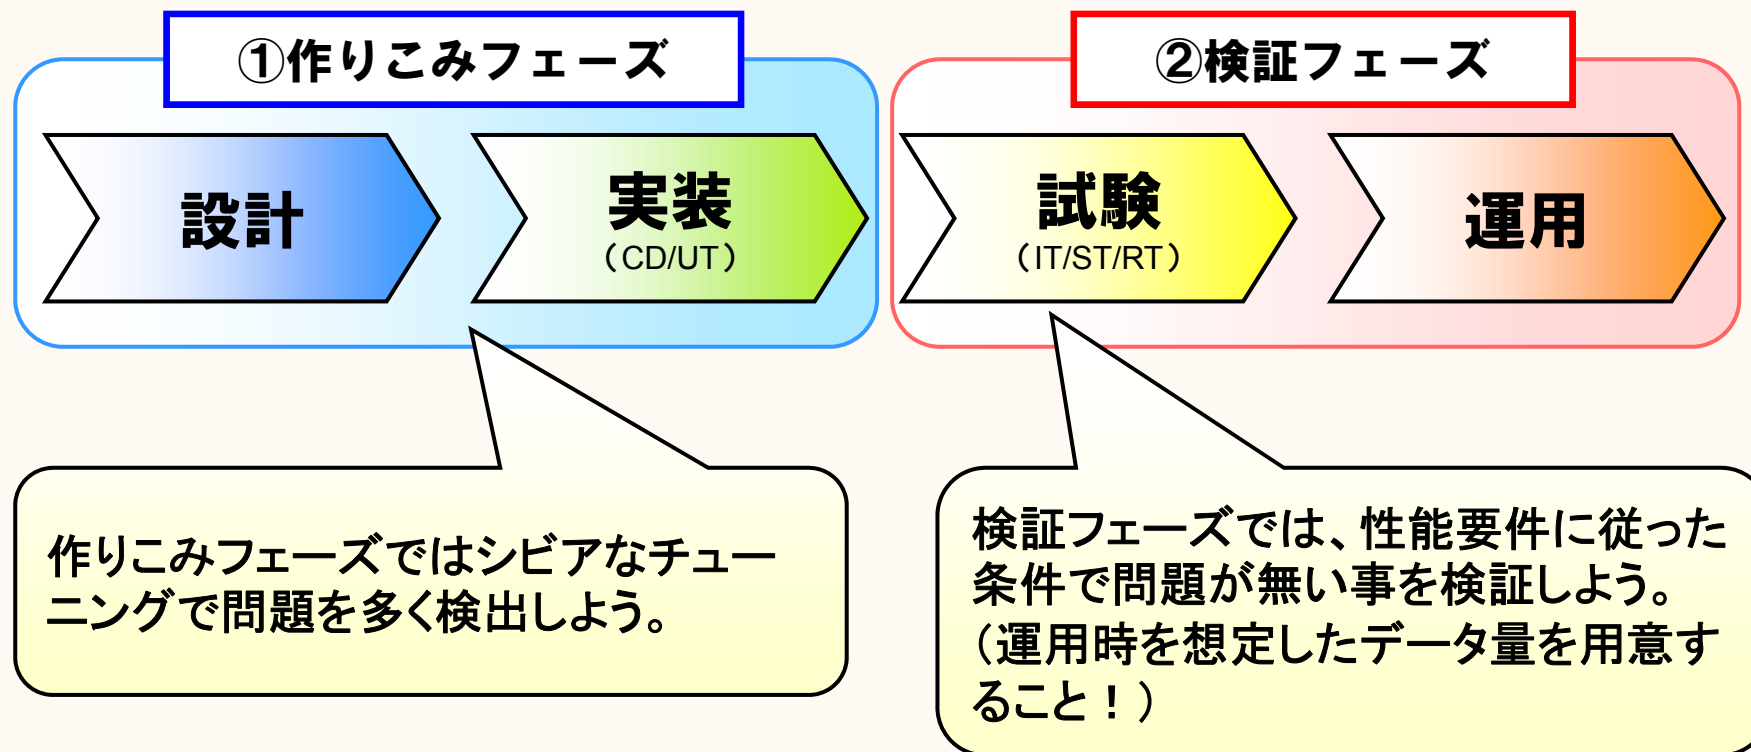 ①作りこみフェーズ
②検証フェーズ
設計
実装
（CD/UT）
試験
（IT/ST/RT）
運用
作りこみフェーズではシビアなチュー
ニングで問題を多く検出しよう。
検証フェーズでは、性能要件に従った
条件で問題が無い事を検証しよう。
（運用時を想定したデータ量を用意す
ること！）